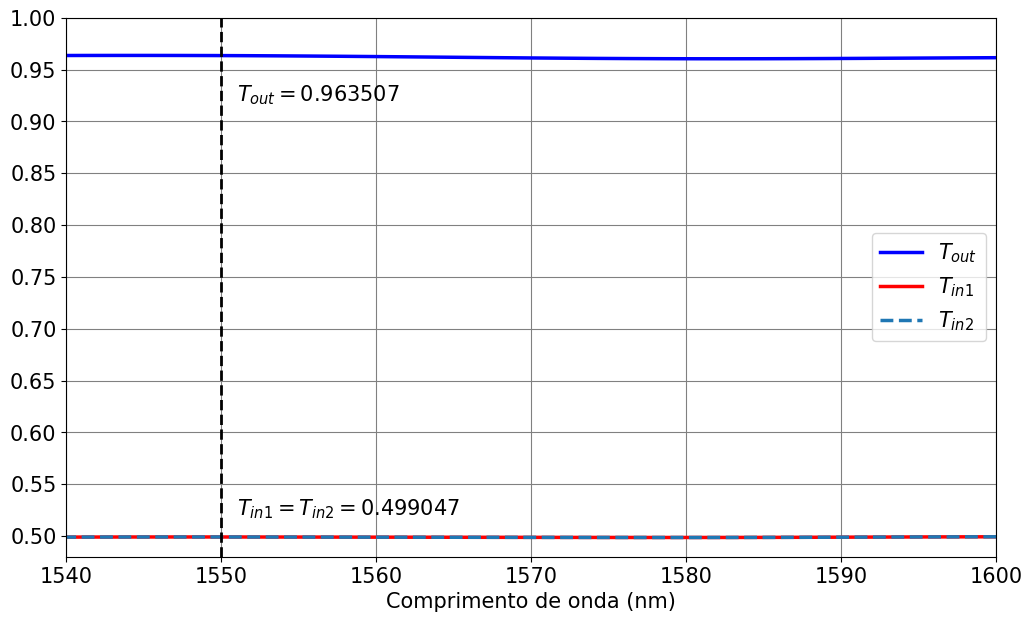 1.00
0.95
0.90
0.85
0.80
0.75
0.70
0.65
0.60
0.55
0.50
T_out = 0.963507
T_out
T_in1
T_in2
T_in1 = T_in2 = 0.499047
1540 1550 1560 1570 1580 1590 1600
Comprimento de onda (nm)